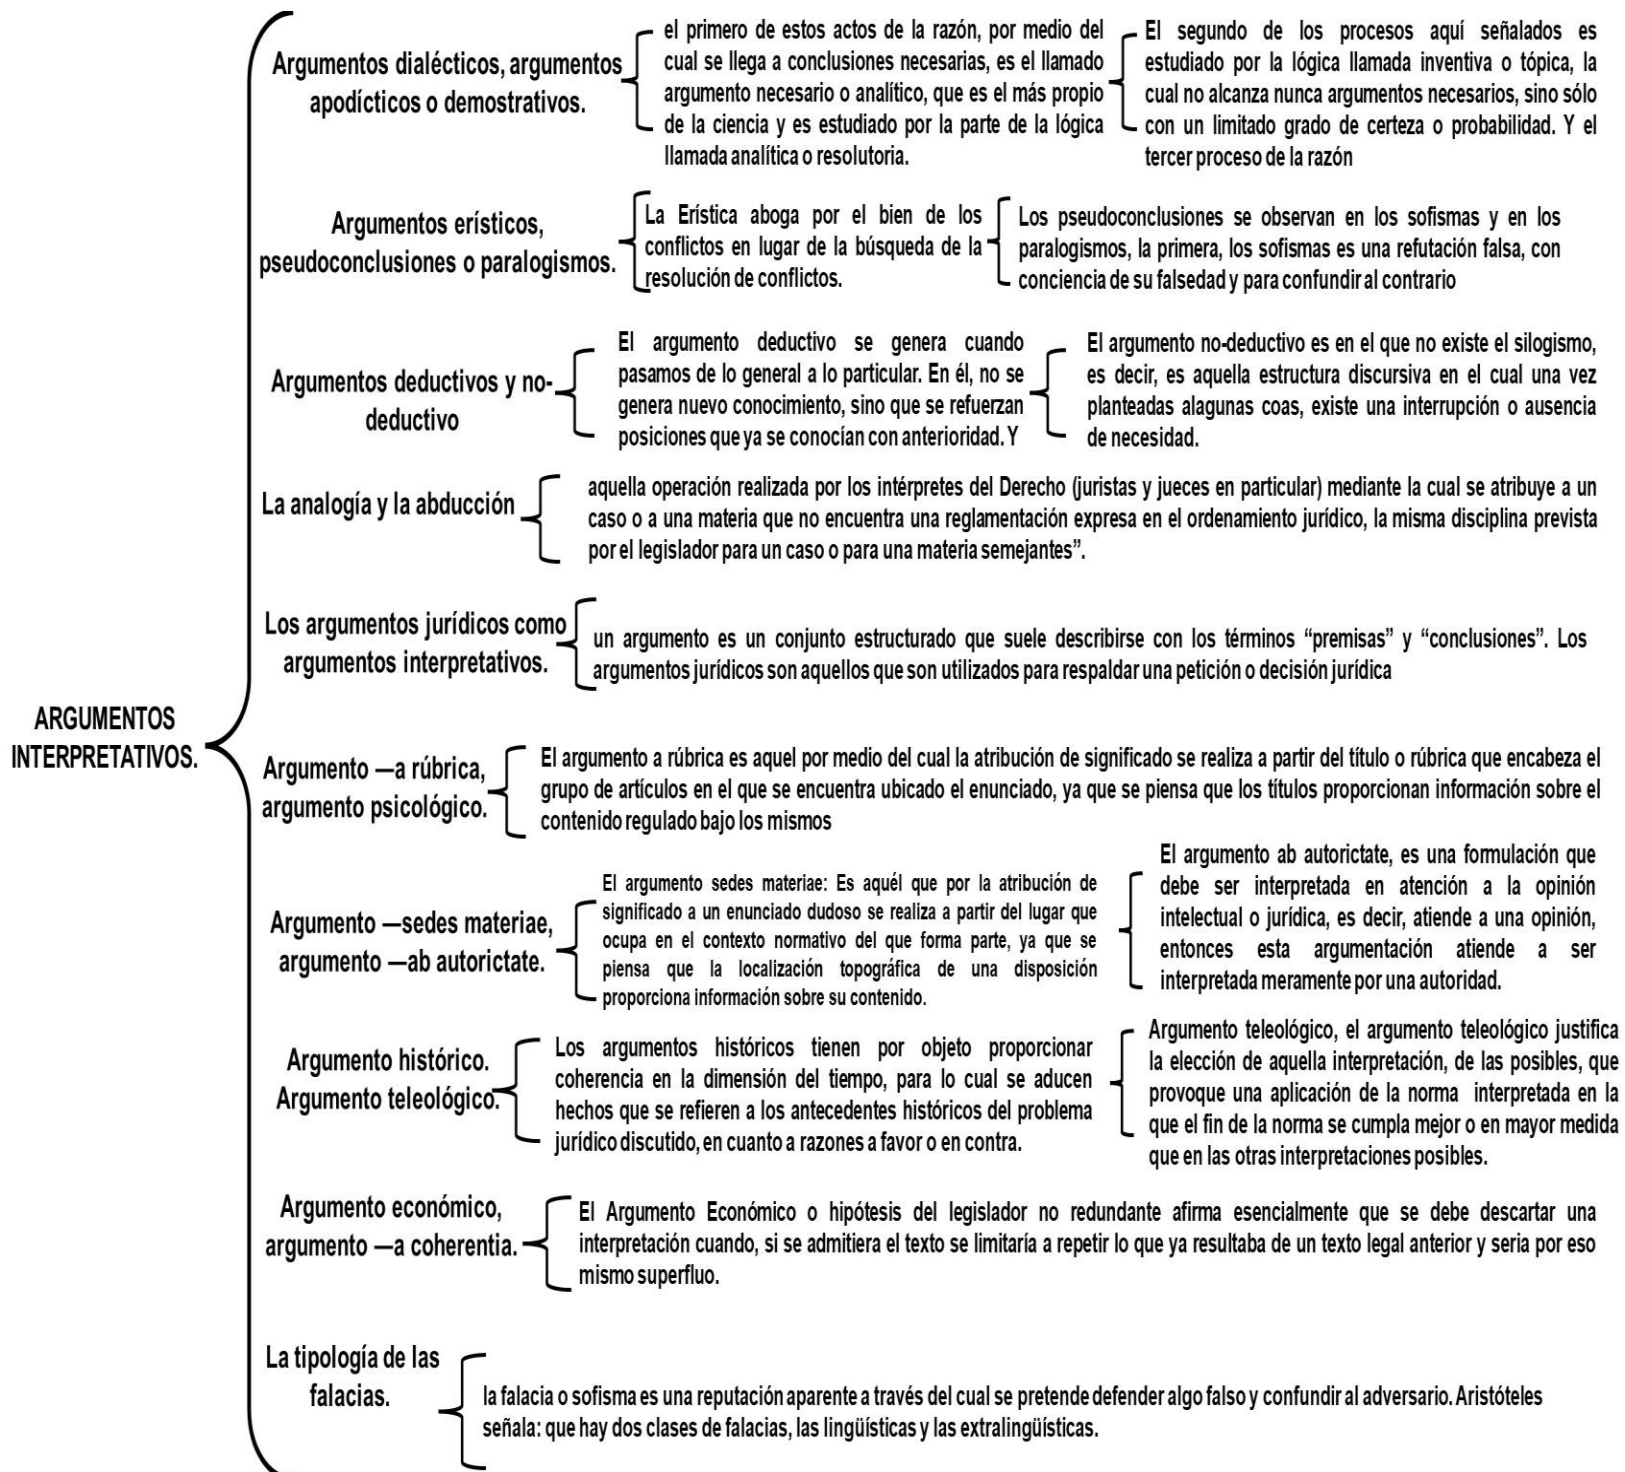 ARGUMENTOS
INTERPRETATIVOS.
Argumentos dialécticos, argumentos
apodícticos o demostrativos.
el primero de estos actos de la razón, por medio del
cual se llega a conclusiones necesarias, es el llamado
argumento necesario o analítico, que es el más propio
de la ciencia y es estudiado por la parte de la lógica
llamada analítica o resolutoria.
El segundo de los procesos aquí señalados es
estudiado por la lógica llamada inventiva o tópica, la
cual no alcanza nunca argumentos necesarios, sino sólo
con un limitado grado de certeza o probabilidad. Y el
tercer proceso de la razón
Argumentos erísticos,
pseudoconclusiones o paralogismos.
La Erística aboga por el bien de los
conflictos en lugar de la búsqueda de la
resolución de conflictos.
Los pseudoconclusiones se observan en los sofismas y en los
paralogismos, la primera, los sofismas es una refutación falsa, con
conciencia de su falsedad y para confundir al contrario
Argumentos deductivos y no-
deductivo
El argumento deductivo se genera cuando
pasamos de lo general a lo particular. En él, no se
genera nuevo conocimiento, sino que se refuerzan
posiciones que ya se conocían con anterioridad. Y
El argumento no-deductivo es en el que no existe el silogismo,
es decir, es aquella estructura discursiva en el cual una vez
planteadas alagunas coas, existe una interrupción o ausencia
de necesidad.
La analogía y la abducción
aquella operación realizada por los intérpretes del Derecho (juristas y jueces en particular) mediante la cual se atribuye a un
caso o a una materia que no encuentra una reglamentación expresa en el ordenamiento jurídico, la misma disciplina prevista
por el legislador para un caso o para una materia semejantes”.
Los argumentos jurídicos como
argumentos interpretativos.
un argumento es un conjunto estructurado que suele describirse con los términos “premisas” y “conclusiones”. Los
argumentos jurídicos son aquellos que son utilizados para respaldar una petición o decisión jurídica
Argumento —a rúbrica,
argumento psicológico.
El argumento a rúbrica es aquel por medio del cual la atribución de significado se realiza a partir del título o rúbrica que encabeza el
grupo de artículos en el que se encuentra ubicado el enunciado, ya que se piensa que los títulos proporcionan información sobre el
contenido regulado bajo los mismos
Argumento —sedes materiae,
argumento —ab autorictate.
El argumento sedes materiae: Es aquél que por la atribución de
significado a un enunciado dudoso se realiza a partir del lugar que
ocupa en el contexto normativo del que forma parte, ya que se
piensa que la localización topográfica de una disposición
proporciona información sobre su contenido.
El argumento ab autorictate, es una formulación que
debe ser interpretada en atención a la opinión
intelectual o jurídica, es decir, atiende a una opinión,
entonces esta argumentación atiende a ser
interpretada meramente por una autoridad.
Argumento histórico.
Argumento teleológico.
Los argumentos históricos tienen por objeto proporcionar
coherencia en la dimensión del tiempo, para lo cual se aducen
hechos que se refieren a los antecedentes históricos del problema
jurídico discutido, en cuanto a razones a favor o en contra.
Argumento teleológico, el argumento teleológico justifica
la elección de aquella interpretación, de las posibles, que
provoque una aplicación de la norma interpretada en la
que el fin de la norma se cumpla mejor o en mayor medida
que en las otras interpretaciones posibles.
Argumento económico,
argumento —a coherentia.
El Argumento Económico o hipótesis del legislador no redundante afirma esencialmente que se debe descartar una
interpretación cuando, si se admitiera el texto se limitaría a repetir lo que ya resultaba de un texto legal anterior y seria por eso
mismo superfluo.
La tipología de las
falacias.
la falacia o sofisma es una reputación aparente a través del cual se pretende defender algo falso y confundir al adversario. Aristóteles
señala: que hay dos clases de falacias, las lingüísticas y las extralingüísticas.